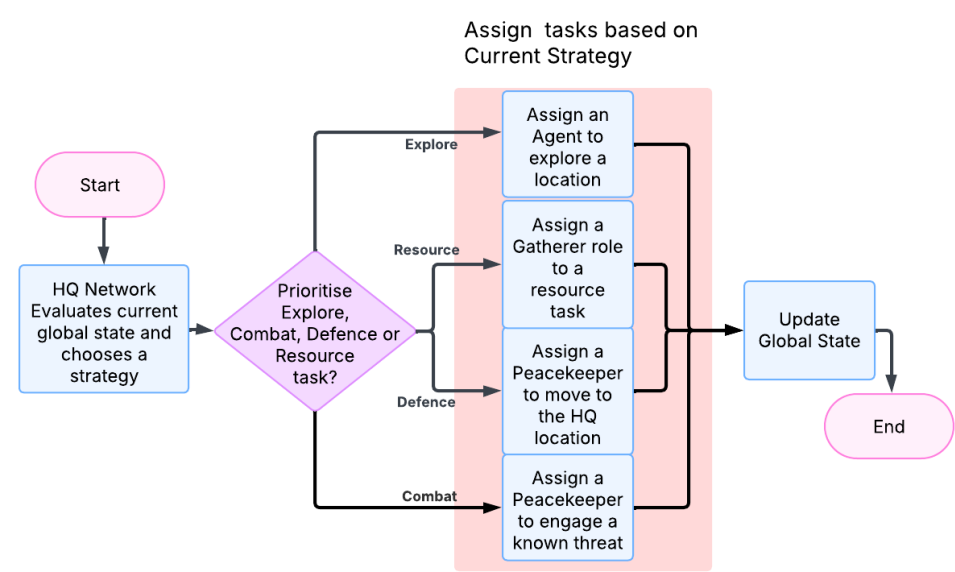 Assign  tasks based on
Current Strategy
Start
HQ Network
Evaluates current
global state and
chooses a
strategy
Prioritise
Explore,
Combat, Defence or
Resource
task?
Explore
Resource
Defence
Combat
Assign an
Agent to
explore a
location
Assign a
Gatherer role
to a
resource
task
Assign a
Peacekeeper
to move to
the HQ
location
Assign a
Peacekeeper
to engage a
known threat
Update
Global State
End